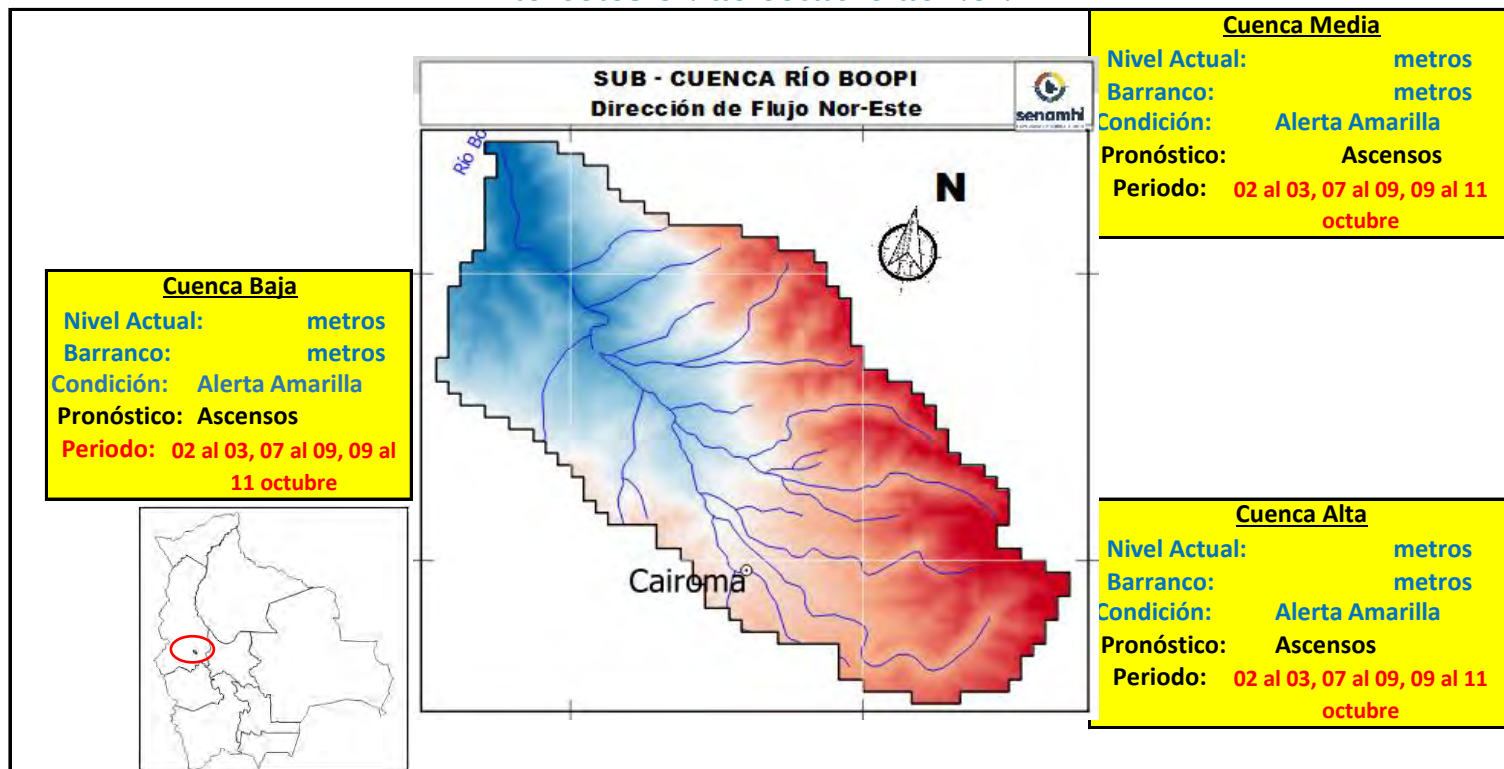 Cuenca Media
Nivel Actual: metros
Barranco: metros
Condición: Alerta Amarilla
Pronóstico: Ascensos
Periodo: 02 al 03, 07 al 09, 09 al 11
octubre
SUB - CUENCA RÍO BOOPI
Dirección de Flujo Nor-Este
senamhi
Río Bo
N
Cuenca Baja
Nivel Actual: metros
Barranco: metros
Condición: Alerta Amarilla
Pronóstico: Ascensos
Periodo: 02 al 03, 07 al 09, 09 al
11 octubre
Cairoma
Cuenca Alta
Nivel Actual: metros
Barranco: metros
Condición: Alerta Amarilla
Pronóstico: Ascensos
Periodo: 02 al 03, 07 al 09, 09 al 11
octubre